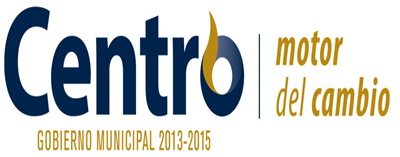 Centro
GOBIERNO MUNICIPAL 2013-2015
motor
del cambio